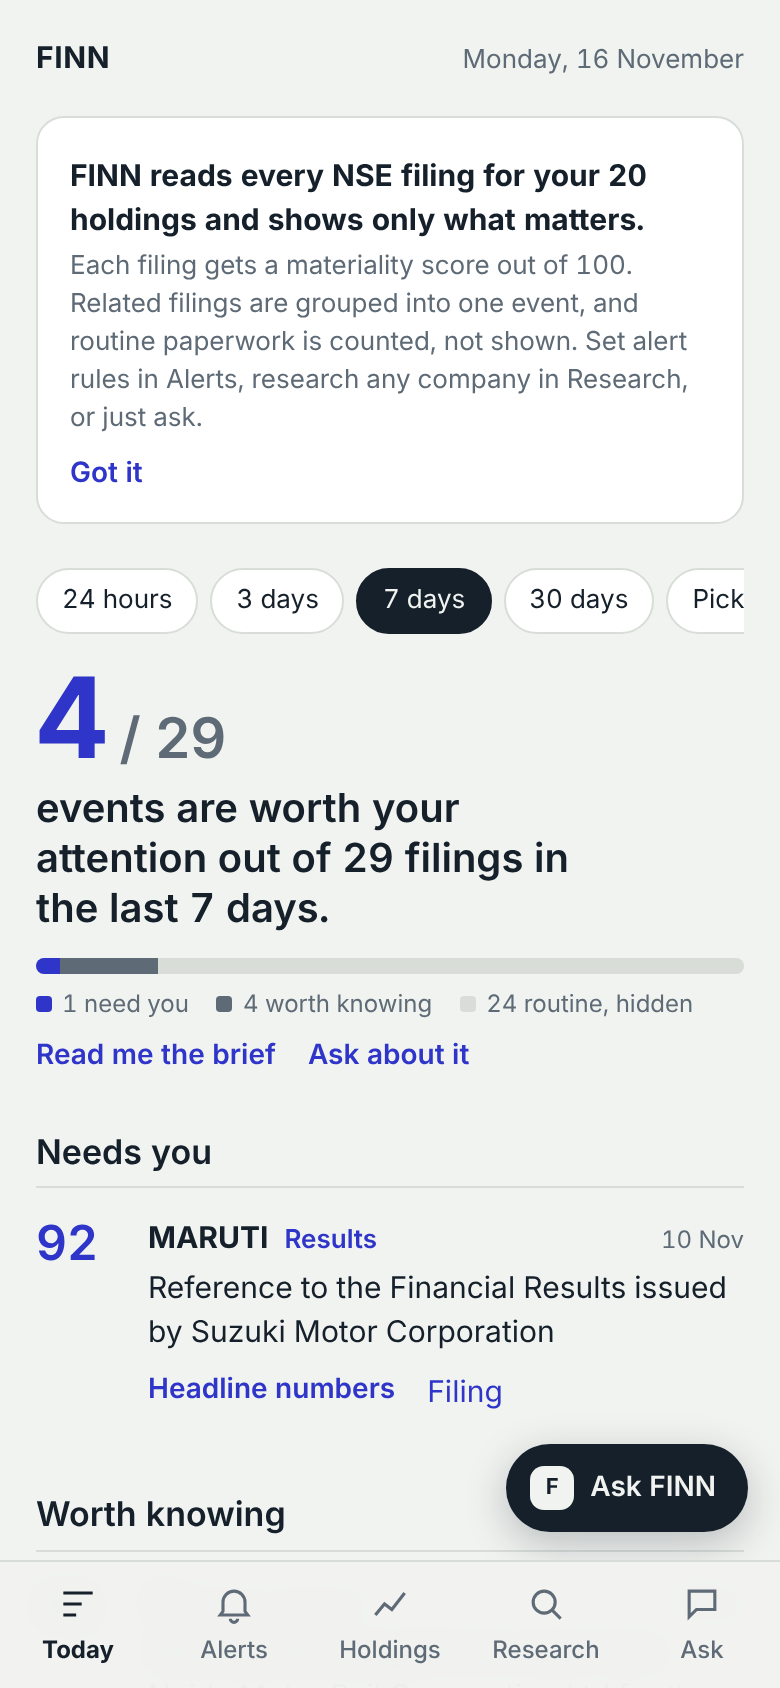 FINN
Monday, 16 November
FINN reads every NSE filing for your 20
holdings and shows only what matters.
Each filing gets a materiality score out of 100.
Related filings are grouped into one event, and
routine paperwork is counted, not shown. Set alert
rules in Alerts, research any company in Research,
or just ask.
Got it
24 hours
3 days
7 days
30 days
Pick
4 / 29
events are worth your
attention out of 29 filings in
the last 7 days.
1 need you
4 worth knowing
24 routine, hidden
Read me the brief
Ask about it
Needs you
92
MARUTI Results
10 Nov
Reference to the Financial Results issued
by Suzuki Motor Corporation
Headline numbers
Filing
F Ask FINN
Worth knowing
Today
Alerts
Holdings
Research
Ask